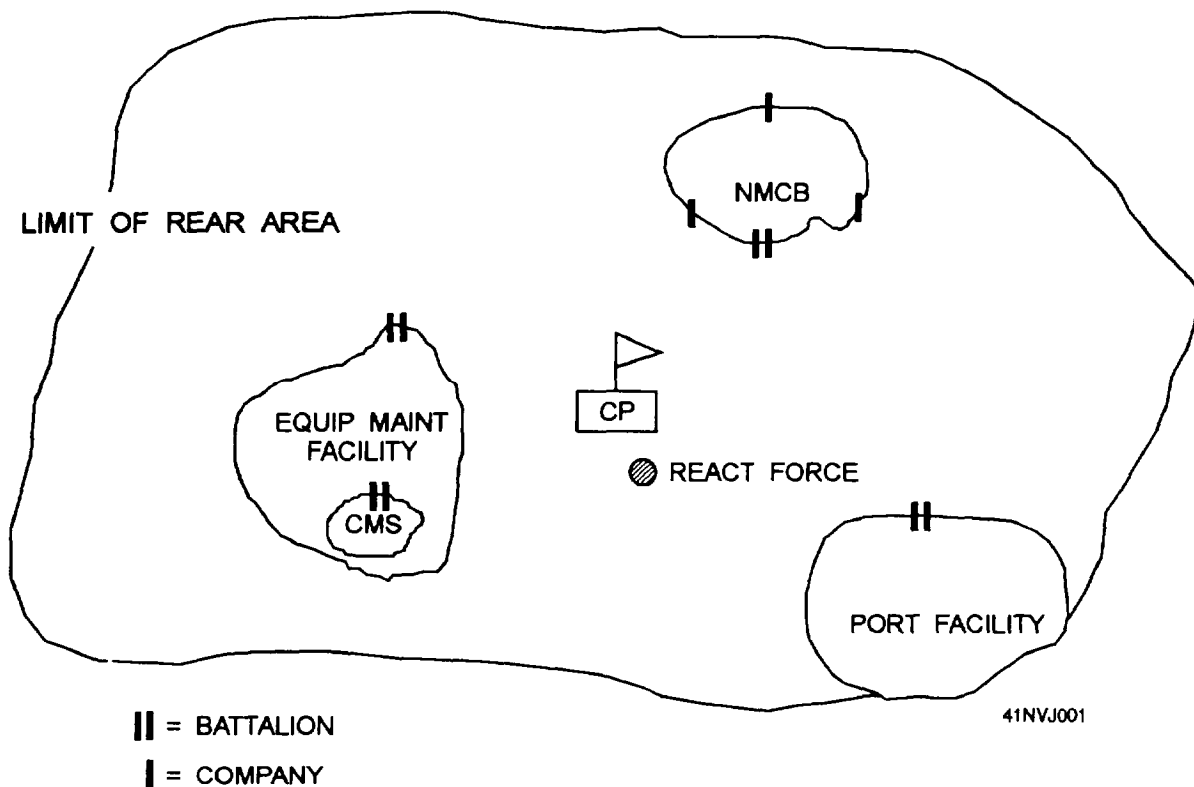 NMCB
LIMIT OF REAR AREA
CP
EQUIP MAINT
FACILITY
REACT FORCE
CMS
PORT FACILITY
41NVJ001
= BATTALION
= COMPANY